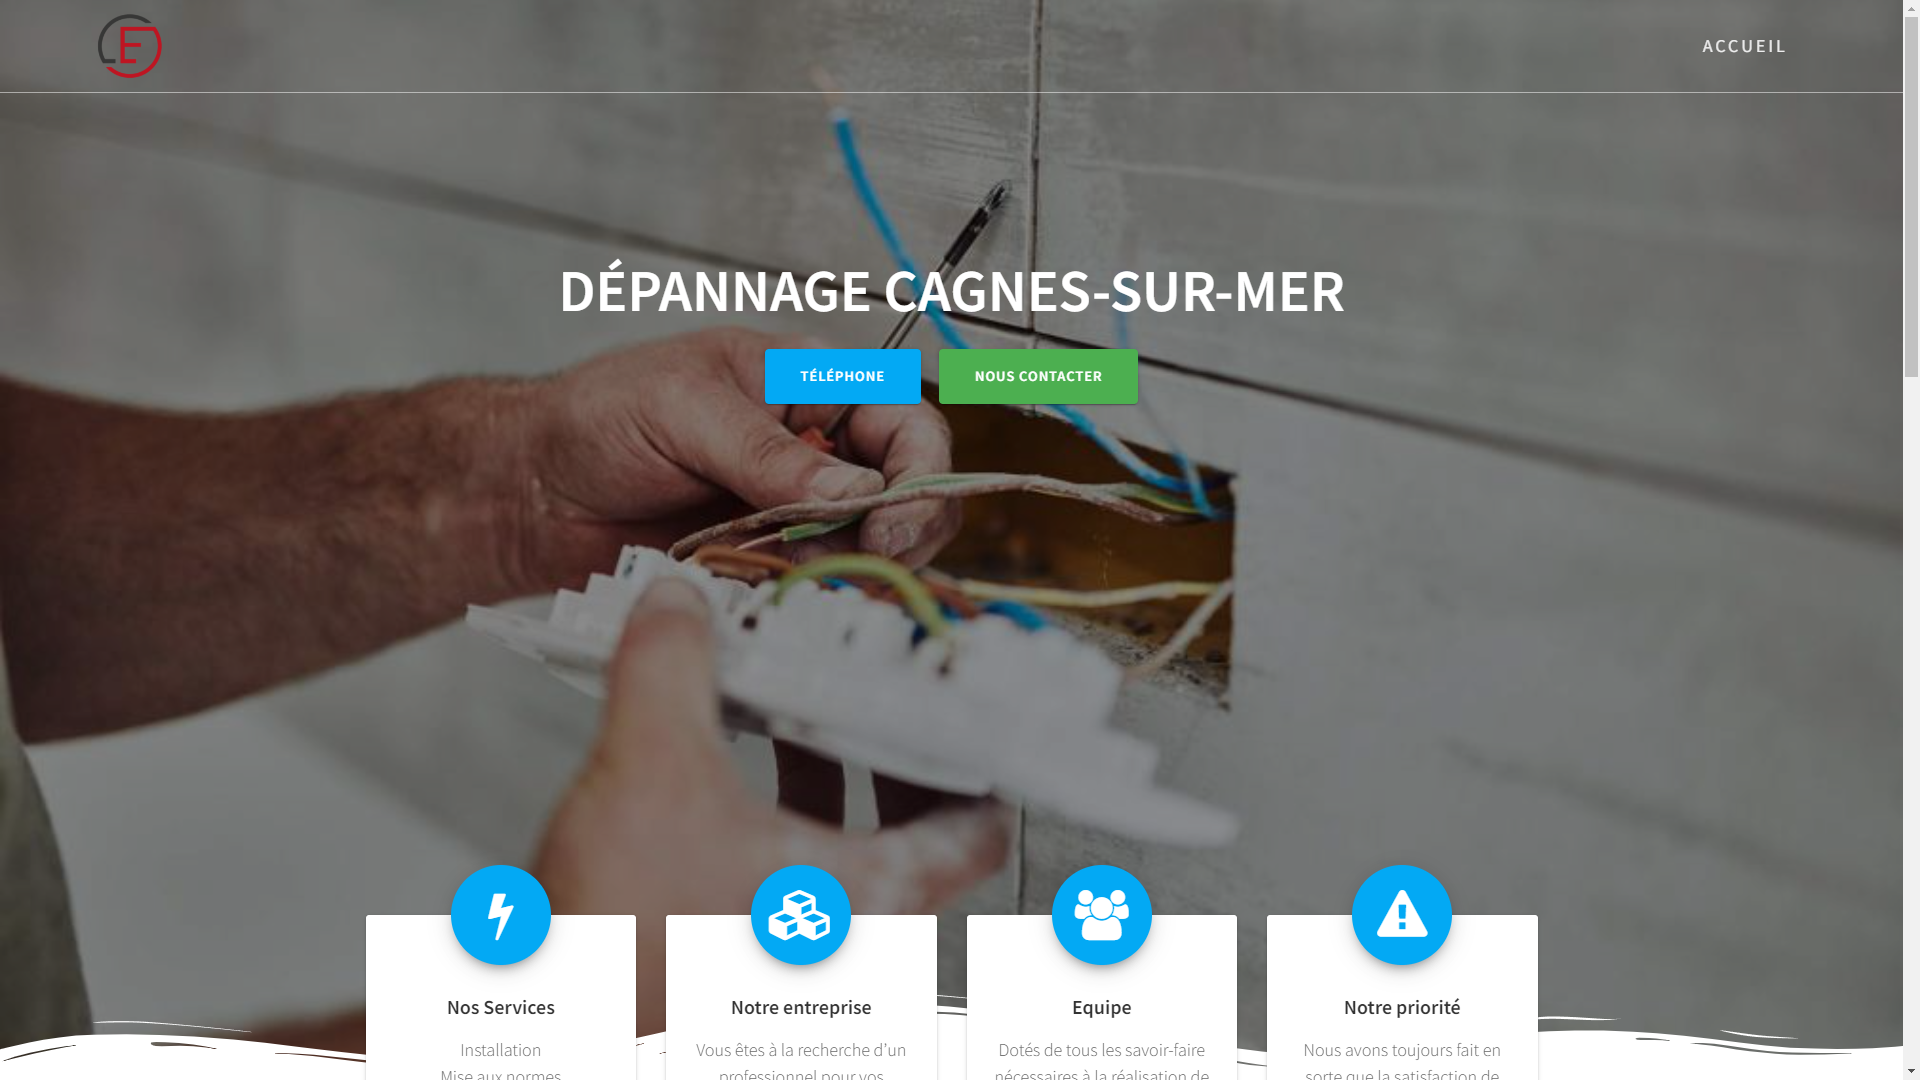 E
ACCUEIL
DÉPANNAGE CAGNES-SUR-MER
TÉLÉPHONE
NOUS CONTACTER
Nos Services
Installation
Mise aux normes
Notre entreprise
Vous êtes à la recherche d'un
professionnel pour vos
Equipe
Dotés de tous les savoir-faire
nécessaires à la réalisation de
Notre priorité
Nous avons toujours fait en
sorte que la satisfaction de